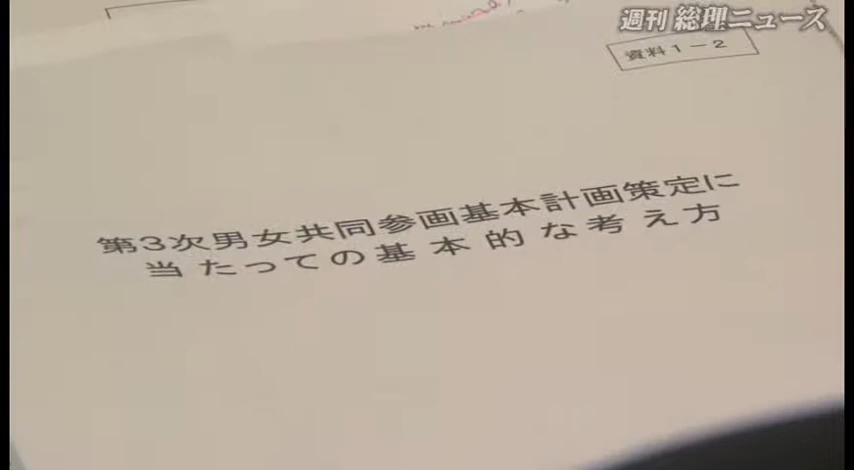 週刊 総理ニュース
資料1－2
第3次男女共同参画基本計画策定に
当たっての基本的な考え方